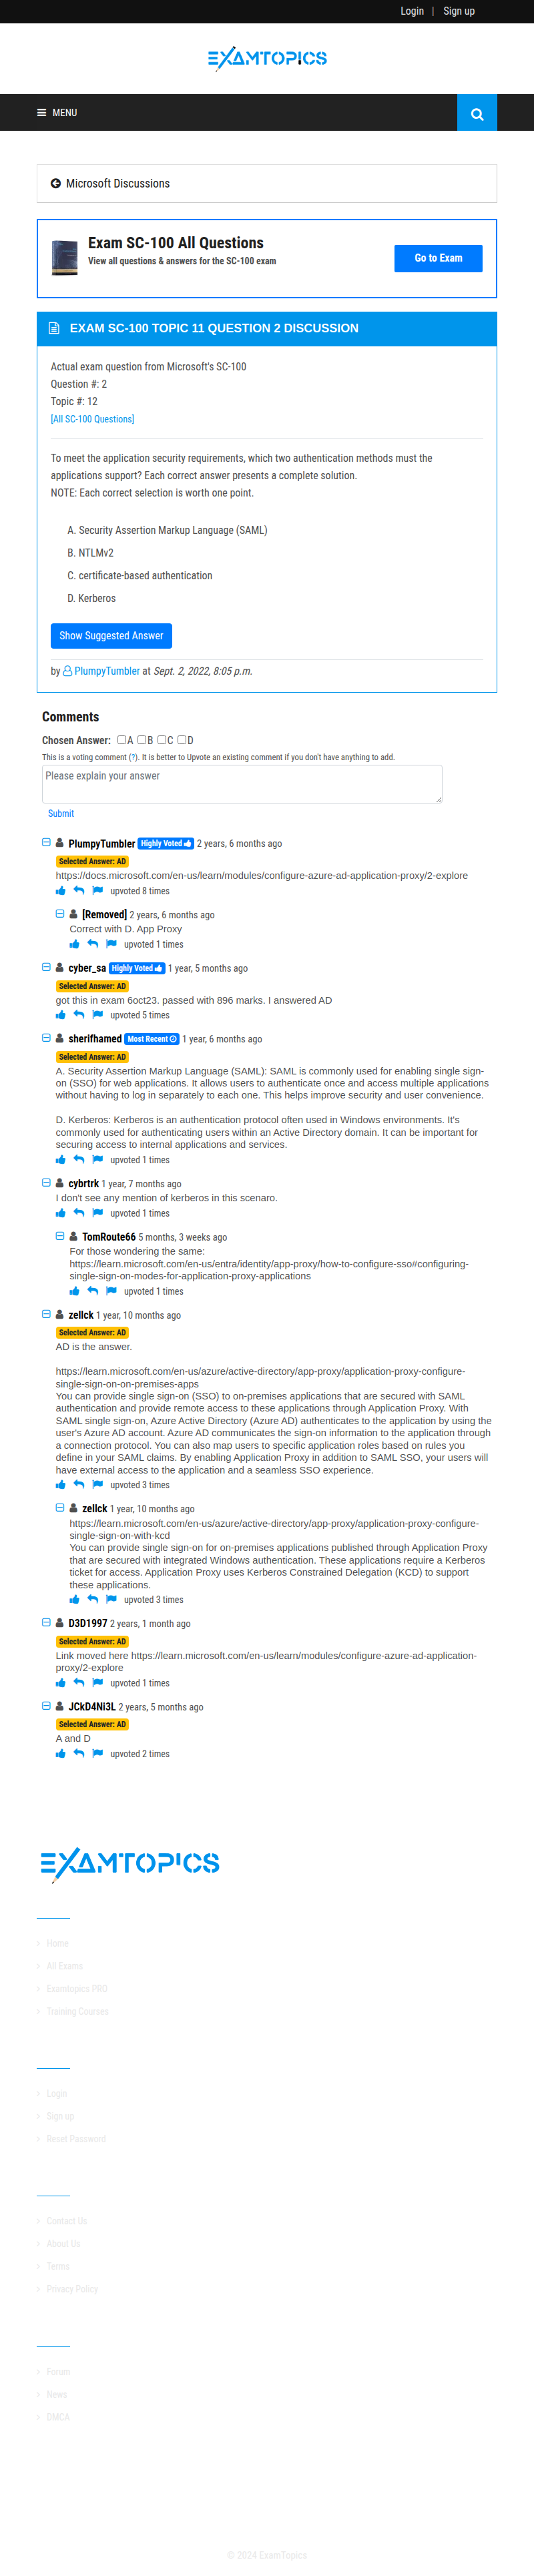 Login | Sign up
EXAMTOPICS
MENU
Microsoft Discussions
Exam SC-100 All Questions
View all questions & answers for the SC-100 exam
Go to Exam
EXAM SC-100 TOPIC 11 QUESTION 2 DISCUSSION
Actual exam question from Microsoft's SC-100
Question #: 2
Topic #: 12
[All SC-100 Questions]
To meet the application security requirements, which two authentication methods must the
applications support? Each correct answer presents a complete solution.
NOTE: Each correct selection is worth one point.
A. Security Assertion Markup Language (SAML)
B. NTLMv2
C. certificate-based authentication
D. Kerberos
Show Suggested Answer
by PlumpyTumbler at Sept. 2, 2022, 8:05 p.m.
Comments
Chosen Answer: A B C D
This is a voting comment (?). It is better to Upvote an existing comment if you don't have anything to add.
Please explain your answer
Submit
PlumpyTumbler Highly Voted 2 years, 6 months ago
Selected Answer: AD
https://docs.microsoft.com/en-us/learn/modules/configure-azure-ad-application-proxy/2-explore
upvoted 8 times
[Removed] 2 years, 6 months ago
Correct with D. App Proxy
upvoted 1 times
cyber_sa Highly Voted 1 year, 5 months ago
Selected Answer: AD
got this in exam 6oct23. passed with 896 marks. I answered AD
upvoted 5 times
sherifhamed Most Recent 1 year, 6 months ago
Selected Answer: AD
A. Security Assertion Markup Language (SAML): SAML is commonly used for enabling single sign-
on (SSO) for web applications. It allows users to authenticate once and access multiple applications
without having to log in separately to each one. This helps improve security and user convenience.
D. Kerberos: Kerberos is an authentication protocol often used in Windows environments. It's
commonly used for authenticating users within an Active Directory domain. It can be important for
securing access to internal applications and services.
upvoted 1 times
cybrtrk 1 year, 7 months ago
I don't see any mention of kerberos in this scenaro.
upvoted 1 times
TomRoute66 5 months, 3 weeks ago
For those wondering the same:
https://learn.microsoft.com/en-us/entra/identity/app-proxy/how-to-configure-sso#configuring-
single-sign-on-modes-for-application-proxy-applications
upvoted 1 times
zellck 1 year, 10 months ago
Selected Answer: AD
AD is the answer.
https://learn.microsoft.com/en-us/azure/active-directory/app-proxy/application-proxy-configure-
single-sign-on-on-premises-apps
You can provide single sign-on (SSO) to on-premises applications that are secured with SAML
authentication and provide remote access to these applications through Application Proxy. With
SAML single sign-on, Azure Active Directory (Azure AD) authenticates to the application by using the
user's Azure AD account. Azure AD communicates the sign-on information to the application through
a connection protocol. You can also map users to specific application roles based on rules you
define in your SAML claims. By enabling Application Proxy in addition to SAML SSO, your users will
have external access to the application and a seamless SSO experience.
upvoted 3 times
zellck 1 year, 10 months ago
https://learn.microsoft.com/en-us/azure/active-directory/app-proxy/application-proxy-configure-
single-sign-on-with-kcd
You can provide single sign-on for on-premises applications published through Application Proxy
that are secured with integrated Windows authentication. These applications require a Kerberos
ticket for access. Application Proxy uses Kerberos Constrained Delegation (KCD) to support
these applications.
upvoted 3 times
D3D1997 2 years, 1 month ago
Selected Answer: AD
Link moved here https://learn.microsoft.com/en-us/learn/modules/configure-azure-ad-application-
proxy/2-explore
upvoted 1 times
JCkD4Ni3L 2 years, 5 months ago
Selected Answer: AD
A and D
upvoted 2 times
EXAMTOPICS
Home
All Exams
Examtopics PRO
Training Courses
Login
Sign up
Reset Password
Contact Us
About Us
Terms
Privacy Policy
Forum
News
DMCA
© 2024 ExamTopics